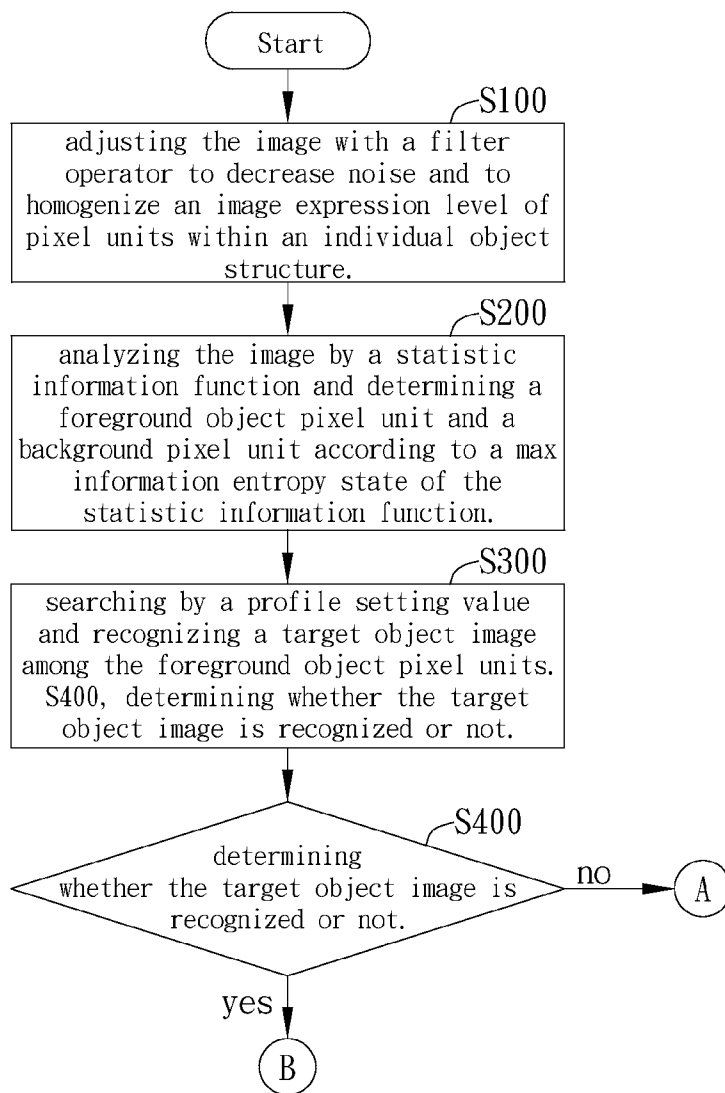 Start
S100
adjusting the image with a filter
operator to decrease noise and to
homogenize an image expression level of
pixel units within an individual object
structure.
S200
analyzing the image by a statistic
information function and determining a
foreground object pixel unit and a
background pixel unit according to a max
information entropy state of the
statistic information function.
S300
searching by a profile setting value
and recognizing a target object image
among the foreground object pixel units.
S400, determining whether the target
object image is recognized or not.
S400
determining
whether the target object image is
recognized or not.
no
A
yes
B